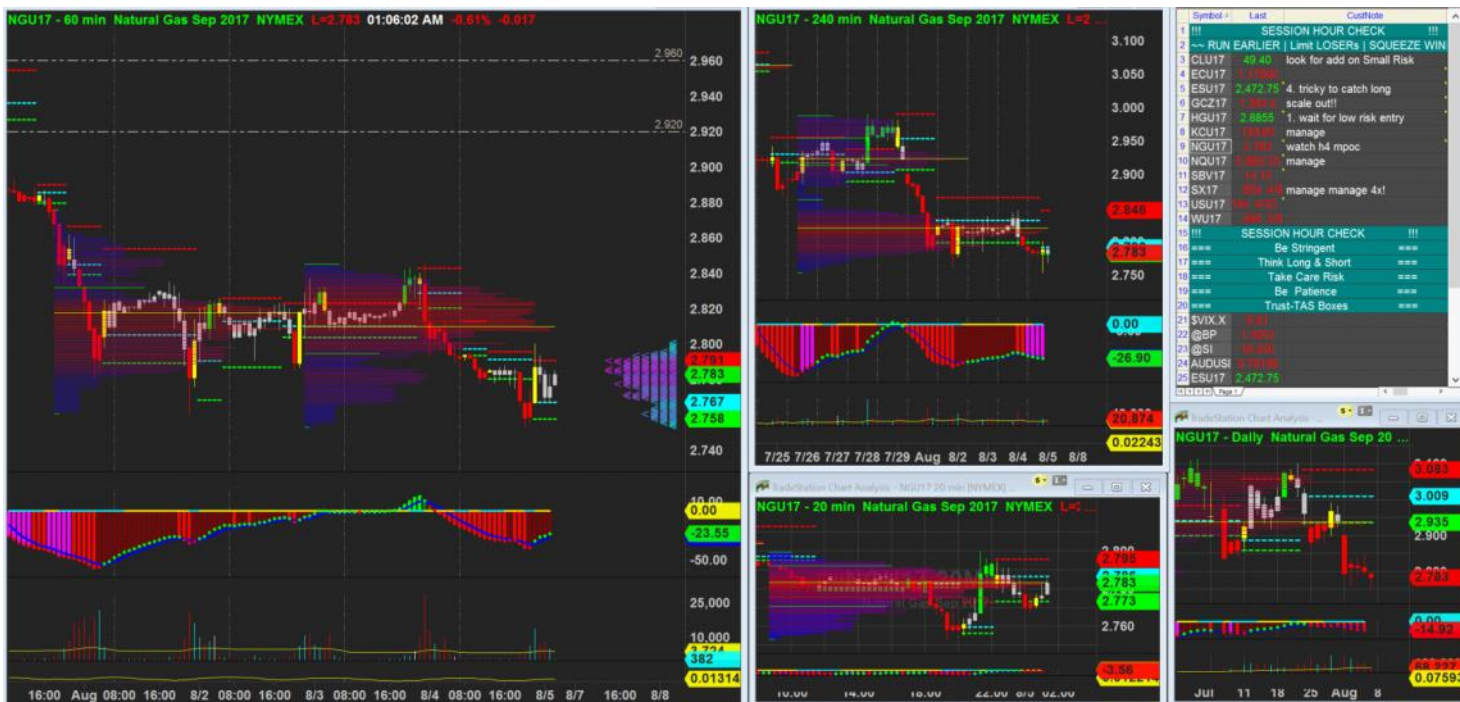 NGU17 - 60 min Natural Gas Sep 2017 NYMEX L=2.783 01:06:02 AM -0.61% -0.017
2.960
2.960
2.940
2.920
2.920
2.900
2.880
2.860
2.840
2.820
2.800
2.791
2.783
2.767
2.758
2.740
0.00
-23.55
-50.00
25,000
10,000
382
0.01314
16:00 Aug 08:00 16:00 8/2 08:00 16:00 8/3 08:00 16:00 8/4 08:00 16:00 8/5 8/7 16:00 8/8
NGU17 - 240 min Natural Gas Sep 2017 NYMEX L=2 ...
3.100
3.050
3.000
2.950
2.900
2.846
2.783
2.750
0.00
-26.90
20,874
0.02243
7/25 7/26 7/27 7/28 7/29 Aug 8/2 8/3 8/4 8/5 8/8
TradeStation Chart Analysis - NGU17 20 min [NYMEX] ...
NGU17 - 20 min Natural Gas Sep 2017 NYMEX
2.795
2.783
2.773
2.760
-3.56
Symbol Last CustNote
1 !!! SESSION HOUR CHECK !!!
2 ~~ RUN EARLIER | Limit LOSERs | SQUEEZE WIN
3 CLU17 49.40 look for add on Small Risk
4 ECU17
5 ESU17 2,472.75 4. tricky to catch long
6 GCZ17 scale out!!
7 HGU17 2.8855 1. wait for low risk entry
8 KCU17 manage
9 NGU17 2.783 watch h4 mpoc
10 NQU17 manage
11 SBV17
12 SX17 manage manage 4x!
13 USU17
14 WU17
15 !!! SESSION HOUR CHECK !!!
16 === Be Stringent ===
17 === Think Long & Short ===
18 === Take Care Risk ===
19 === Be Patience ===
20 === Trust-TAS Boxes ===
21 $VIX.X
22 @BP
23 @SI
24 AUDUSI
25 ESU17 2,472.75
Page 1
TradeStation Chart Analysis - ...
NGU17 - Daily Natural Gas Sep 20 ...
3.083
3.009
2.935
2.900
2.783
-14.92
0.07593
Jul 11 18 25 Aug 8